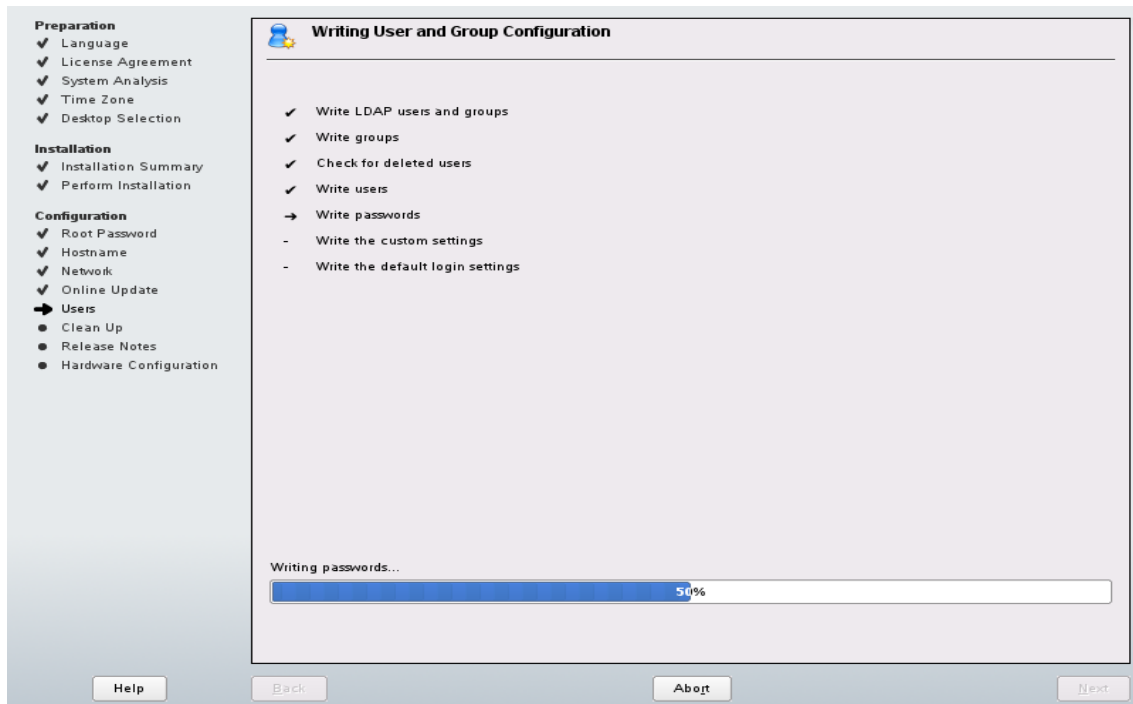 Preparation
Language
License Agreement
System Analysis
Time Zone
Desktop Selection
Installation
Installation Summary
Perform Installation
Configuration
Root Password
Hostname
Network
Online Update
Users
Clean Up
Release Notes
Hardware Configuration
Writing User and Group Configuration
Write LDAP users and groups
Write groups
Check for deleted users
Write users
Write passwords
- Write the custom settings
- Write the default login settings
Writing passwords...
50%
Help
Back
Abort
Next